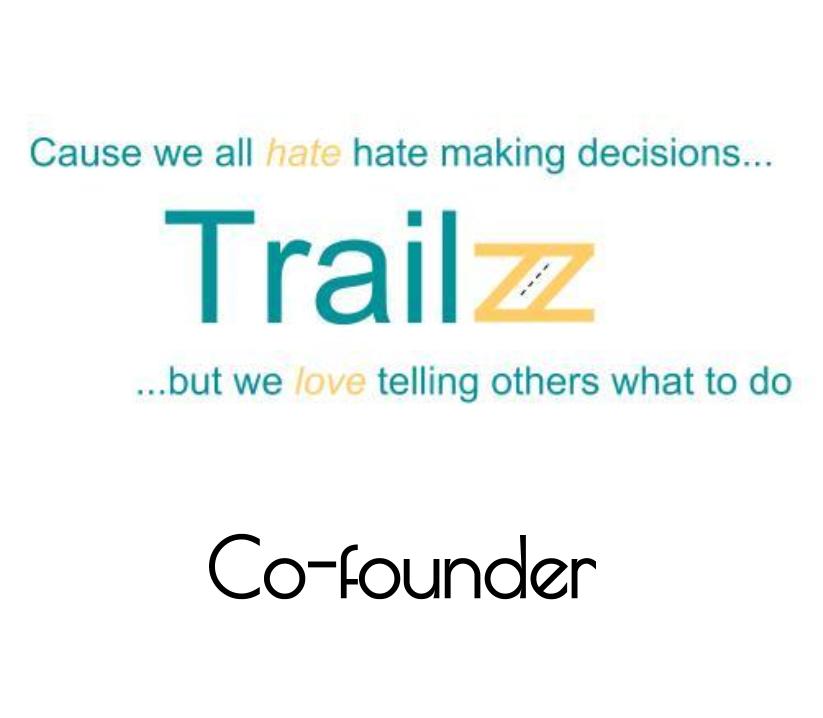 Cause we all hate hate making decisions...
Trailzz
...but we love telling others what to do
Co-founder